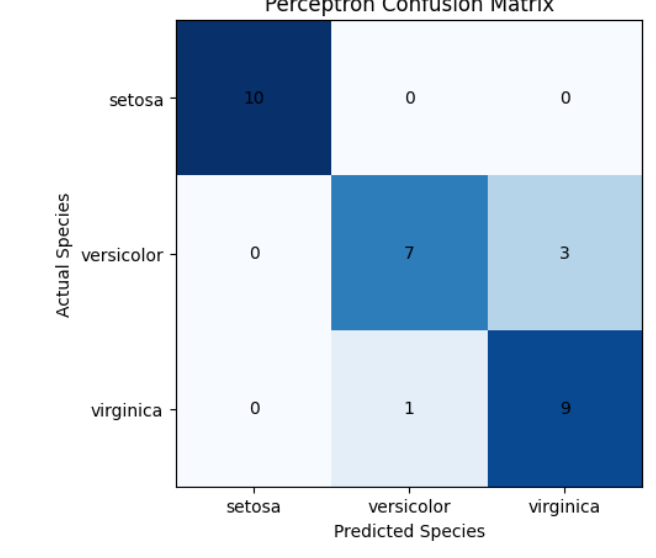 Perceptron Confusion Matrix
setosa 10 0 0
Actual Species
versicolor 0 7 3
virginica 0 1 9
setosa versicolor virginica
Predicted Species